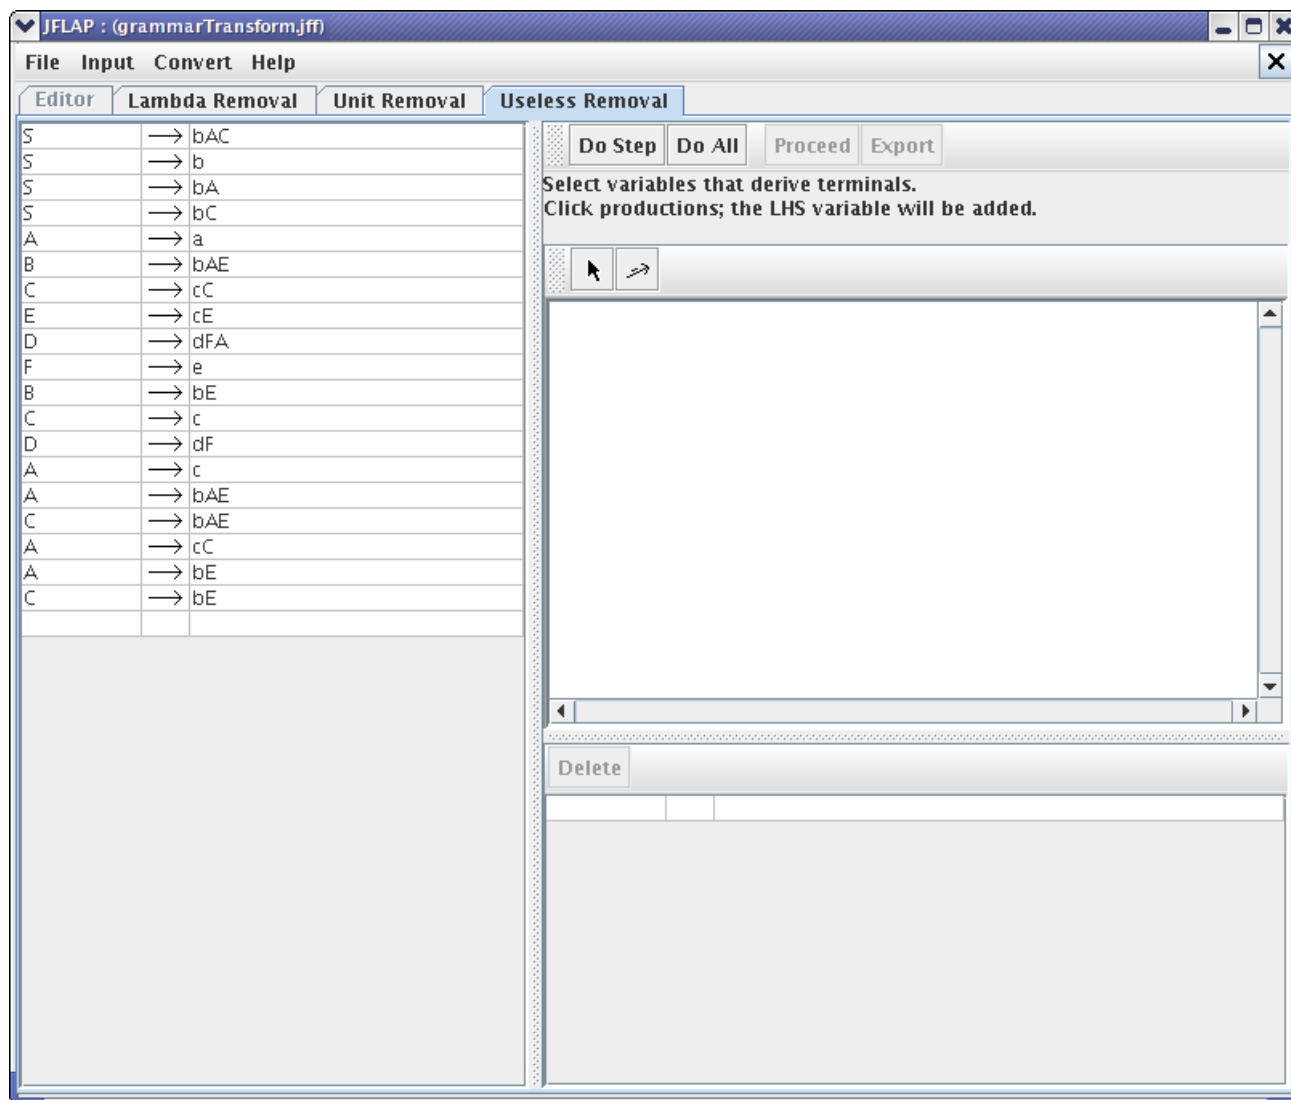 JFLAP : (grammarTransform.jff)
File Input Convert Help
Editor Lambda Removal Unit Removal Useless Removal
S → bAC
S → b
S → bA
S → bC
A → a
B → bAE
C → cC
E → cE
D → dFA
F → e
B → bE
C → c
D → dF
A → c
A → bAE
C → bAE
A → cC
A → bE
C → bE
Do Step Do All Proceed Export
Select variables that derive terminals.
Click productions; the LHS variable will be added.
Delete